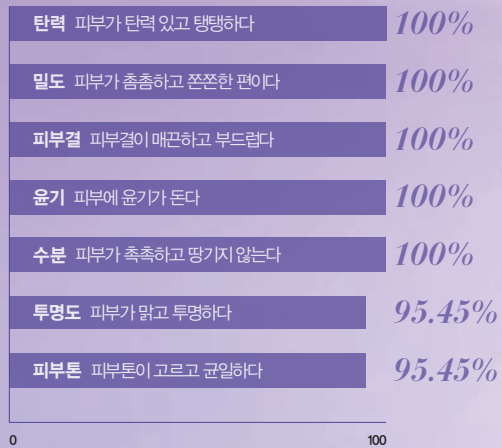 탄력 피부가 탄력 있고 탱탱하다 100%
밀도 피부가 촘촘하고 쫀쫀한 편이다 100%
피부결 피부결이 매끈하고 부드럽다 100%
윤기 피부에 윤기가 돈다 100%
수분 피부가 촉촉하고 땅기지 않는다 100%
투명도 피부가 맑고 투명하다 95.45%
피부톤 피부톤이 고르고 균일하다 95.45%
0 100